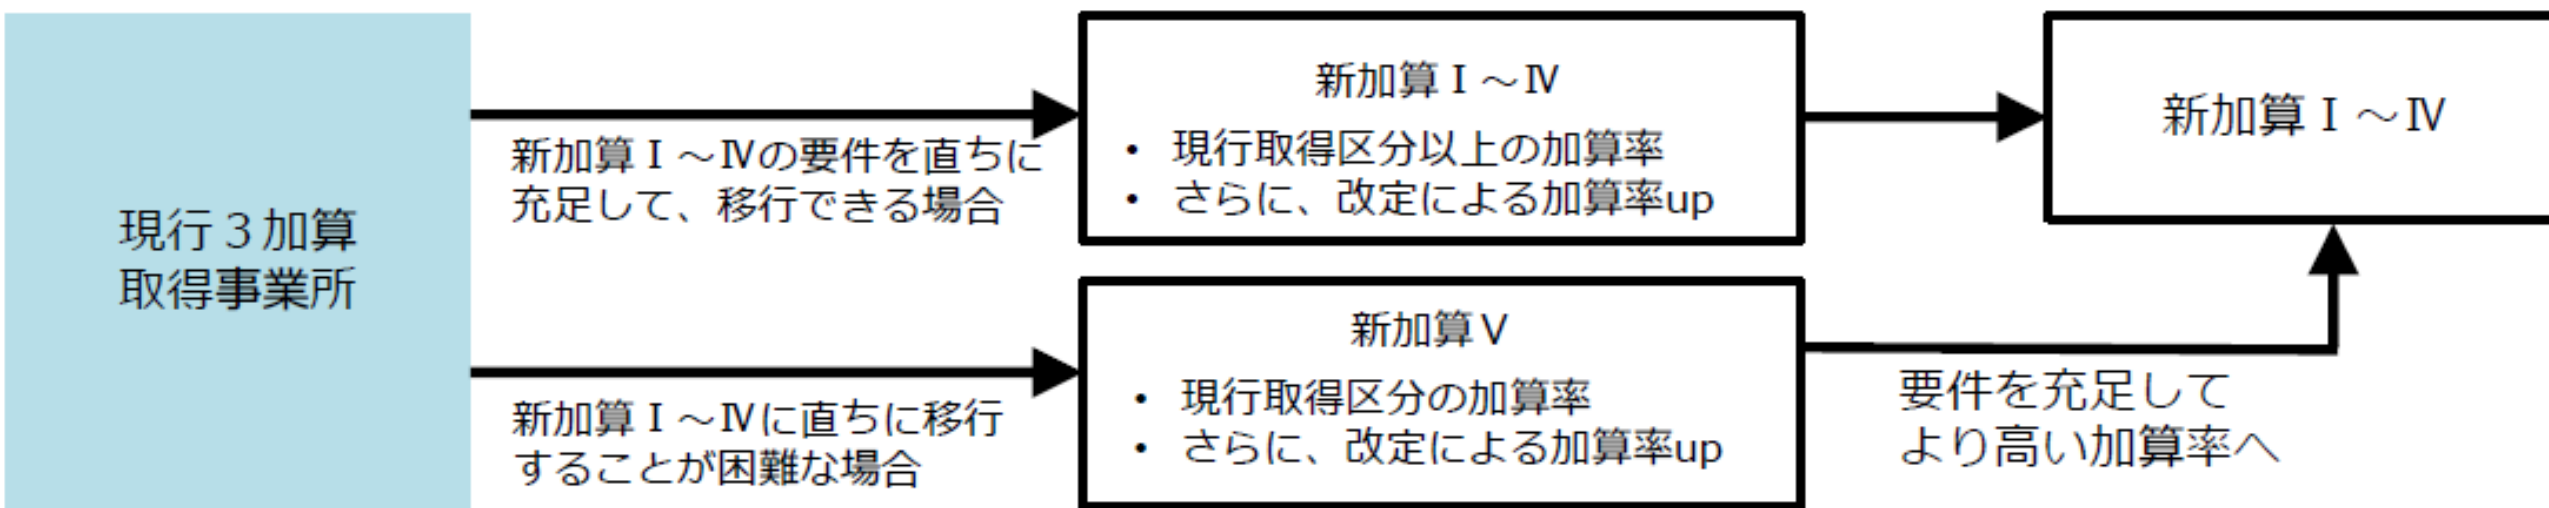 現行３加算
取得事業所
新加算Ⅰ～Ⅳの要件を直ちに
充足して、移行できる場合
新加算Ⅰ～Ⅳに直ちに移行
することが困難な場合
新加算Ⅰ～Ⅳ
• 現行取得区分以上の加算率
• さらに、改定による加算率up
新加算Ⅴ
• 現行取得区分の加算率
• さらに、改定による加算率up
新加算Ⅰ～Ⅳ
要件を充足して
より高い加算率へ